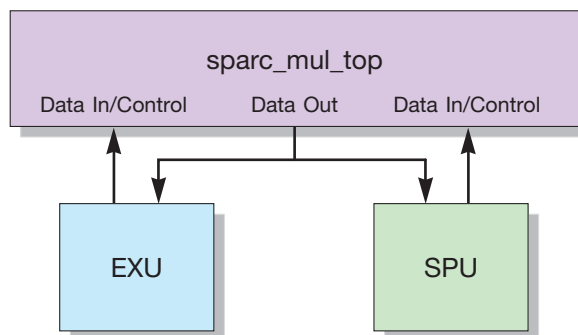 sparc_mul_top
Data In/Control Data Out Data In/Control
EXU SPU